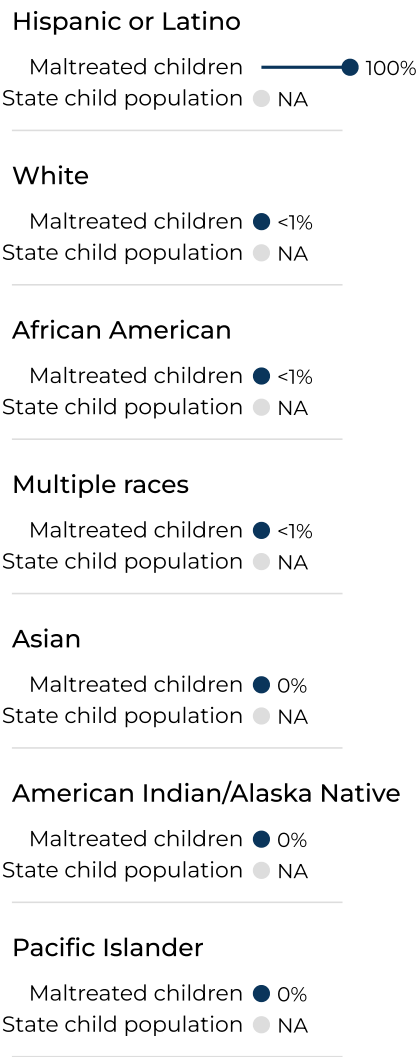 Hispanic or Latino
Maltreated children 100%
State child population NA
White
Maltreated children <1%
State child population NA
African American
Maltreated children <1%
State child population NA
Multiple races
Maltreated children <1%
State child population NA
Asian
Maltreated children 0%
State child population NA
American Indian/Alaska Native
Maltreated children 0%
State child population NA
Pacific Islander
Maltreated children 0%
State child population NA